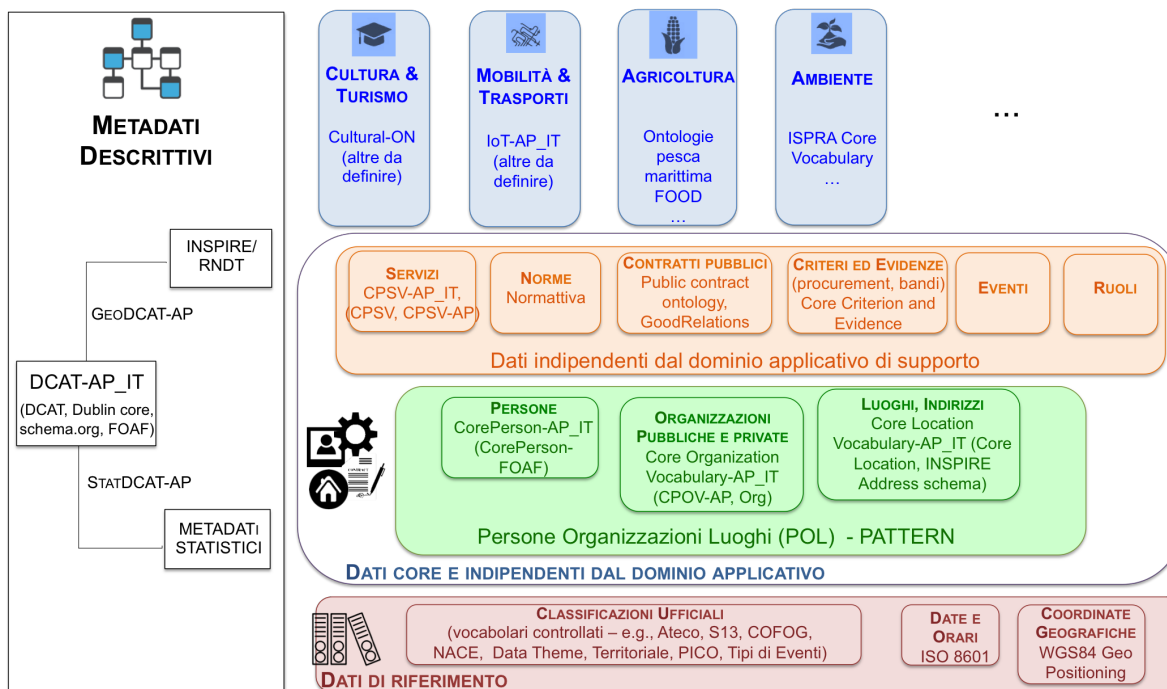 METADATI
DESCRITTIVI
INSPIRE/
RNDT
GEODCAT-AP
DCAT-AP_IT
(DCAT, Dublin core,
schema.org, FOAF)
STATDCAT-AP
METADATI
STATISTICI
CULTURA &
TURISMO
Cultural-ON
(altre da
definire)
MOBILITÀ &
TRASPORTI
IoT-AP_IT
(altre da
definire)
AGRICOLTURA
Ontologie
pesca
marittima
FOOD
...
AMBIENTE
ISPRA Core
Vocabulary
...
...
SERVIZI
CPSV-AP_IT,
(CPSV, CPSV-AP)
NORME
Normattiva
CONTRATTI PUBBLICI
Public contract
ontology,
GoodRelations
CRITERI ED EVIDENZE
(procurement, bandi)
Core Criterion and
Evidence
EVENTI
RUOLI
Dati indipendenti dal dominio applicativo di supporto
PERSONE
CorePerson-AP_IT
(CorePerson-
FOAF)
ORGANIZZAZIONI
PUBBLICHE E PRIVATE
Core Organization
Vocabulary-AP_IT
(CPOV-AP, Org)
LUOGHI, INDIRIZZI
Core Location
Vocabulary-AP_IT (Core
Location, INSPIRE
Address schema)
CONTRACT
Persone Organizzazioni Luoghi (POL) - PATTERN
DATI CORE E INDIPENDENTI DAL DOMINIO APPLICATIVO
CLASSIFICAZIONI UFFICIALI
(vocabolari controllati – e.g., Ateco, S13, COFOG,
NACE, Data Theme, Territoriale, PICO, Tipi di Eventi)
DATE E
ORARI
ISO 8601
COORDINATE
GEOGRAFICHE
WGS84 Geo
Positioning
DATI DI RIFERIMENTO